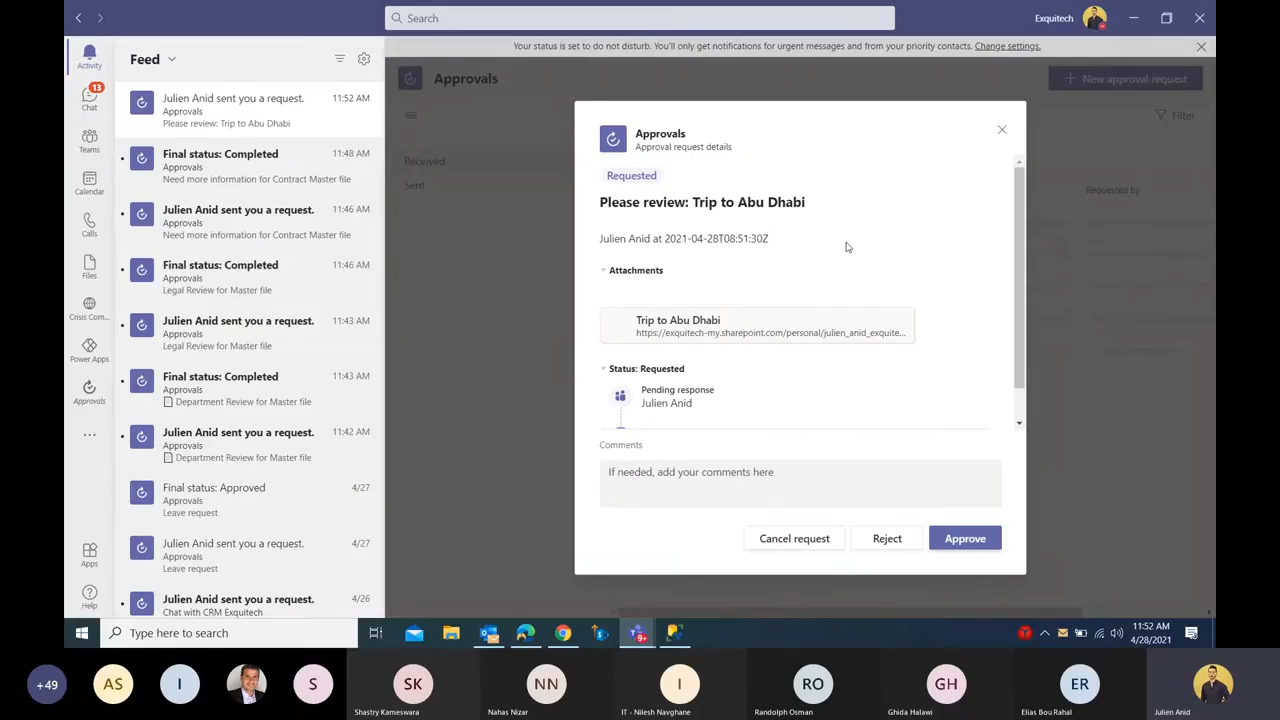 Search
Exquitech
Your status is set to do not disturb. You'll only get notifications for urgent messages and from your priority contacts. Change settings.
Activity
13
Chat
Teams
Calendar
Calls
Files
Crisis Com...
Power Apps
Approvals
Apps
Help
Feed
Julien Anid sent you a request. 11:52 AM
Approvals
Please review: Trip to Abu Dhabi
Final status: Completed 11:48 AM
Approvals
Need more information for Contract Master file
Julien Anid sent you a request. 11:46 AM
Approvals
Need more information for Contract Master file
Final status: Completed 11:46 AM
Approvals
Legal Review for Master file
Julien Anid sent you a request. 11:43 AM
Approvals
Legal Review for Master file
Final status: Completed 11:43 AM
Approvals
Department Review for Master file
Julien Anid sent you a request. 11:42 AM
Approvals
Department Review for Master file
Final status: Approved 4/27
Approvals
Leave request
Julien Anid sent you a request. 4/27
Approvals
Leave request
Julien Anid sent you a request. 4/26
Chat with CRM Exquitech
Approvals
New approval request
Filter
Received
Sent
Requested by
Approvals
Approval request details
Requested
Please review: Trip to Abu Dhabi
Julien Anid at 2021-04-28T08:51:30Z
Attachments
Trip to Abu Dhabi
https://exquitech-my.sharepoint.com/personal/julien_anid_exquite...
Status: Requested
Pending response
Julien Anid
Comments
If needed, add your comments here
Cancel request
Reject
Approve
Type here to search
9+
11:52 AM
4/28/2021
+49
AS
I
S
SK
Shastry Kameswara
NN
Nahas Nizar
I
IT - Nilesh Navghane
RO
Randolph Osman
GH
Ghida Halawi
ER
Elias Bou Rahal
Julien Anid